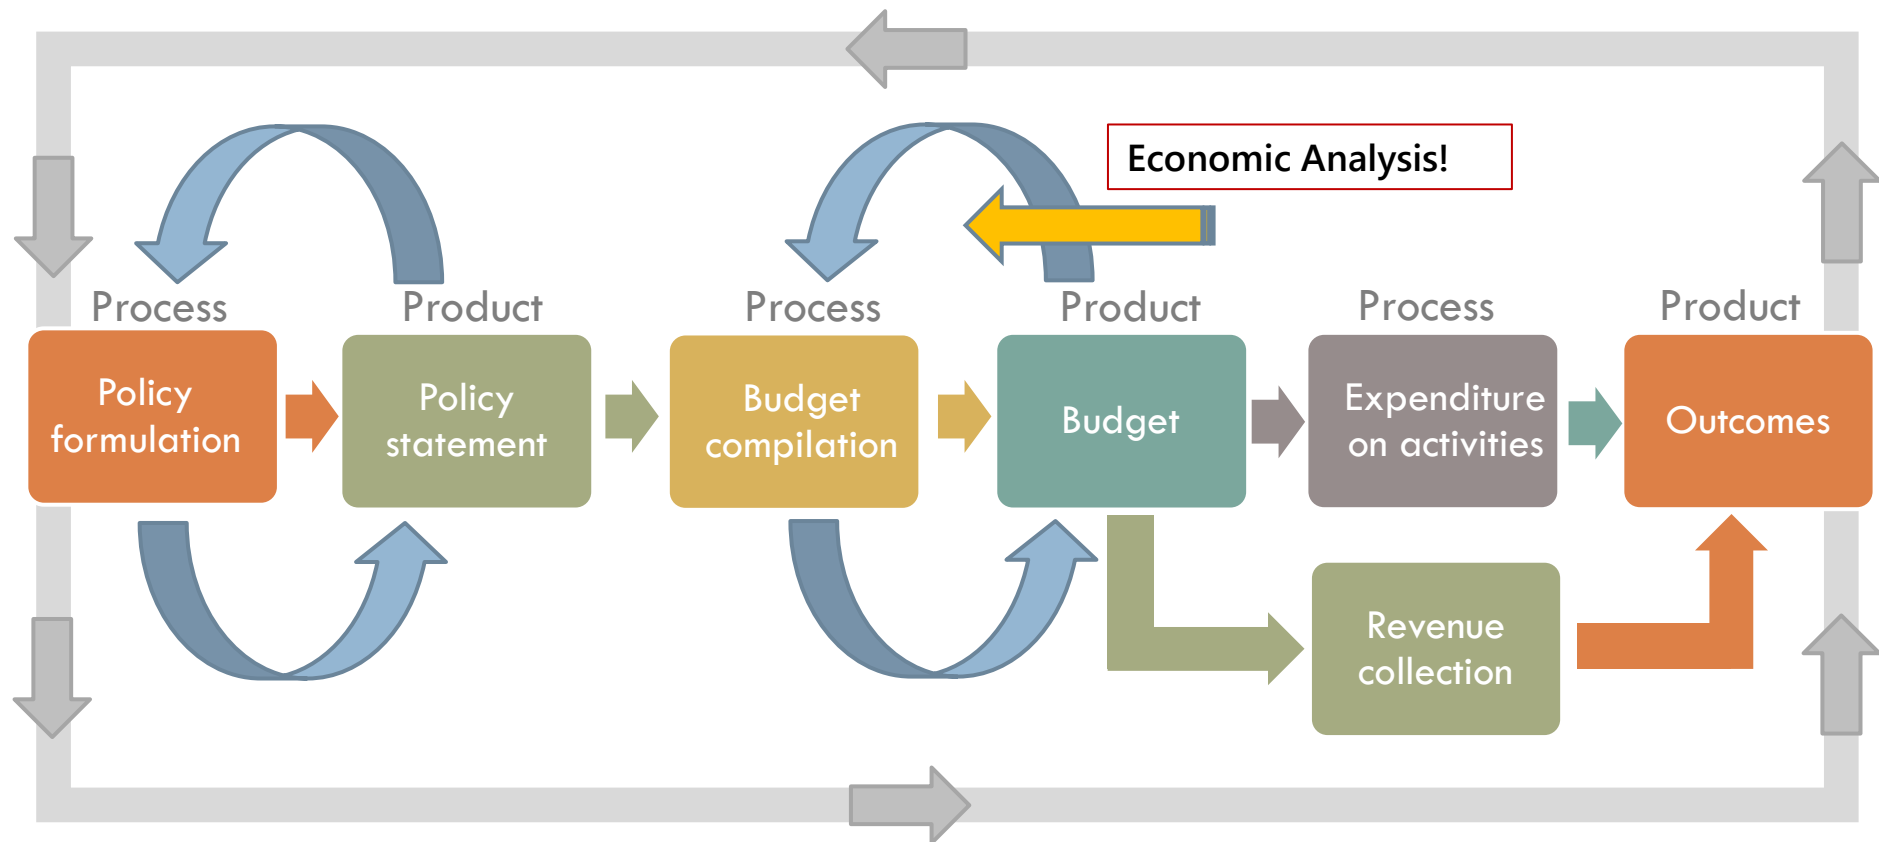 Economic Analysis!
Process
Product
Process
Product
Process
Product
Policy
formulation
Policy
statement
Budget
compilation
Budget
Expenditure
on activities
Outcomes
Revenue
collection